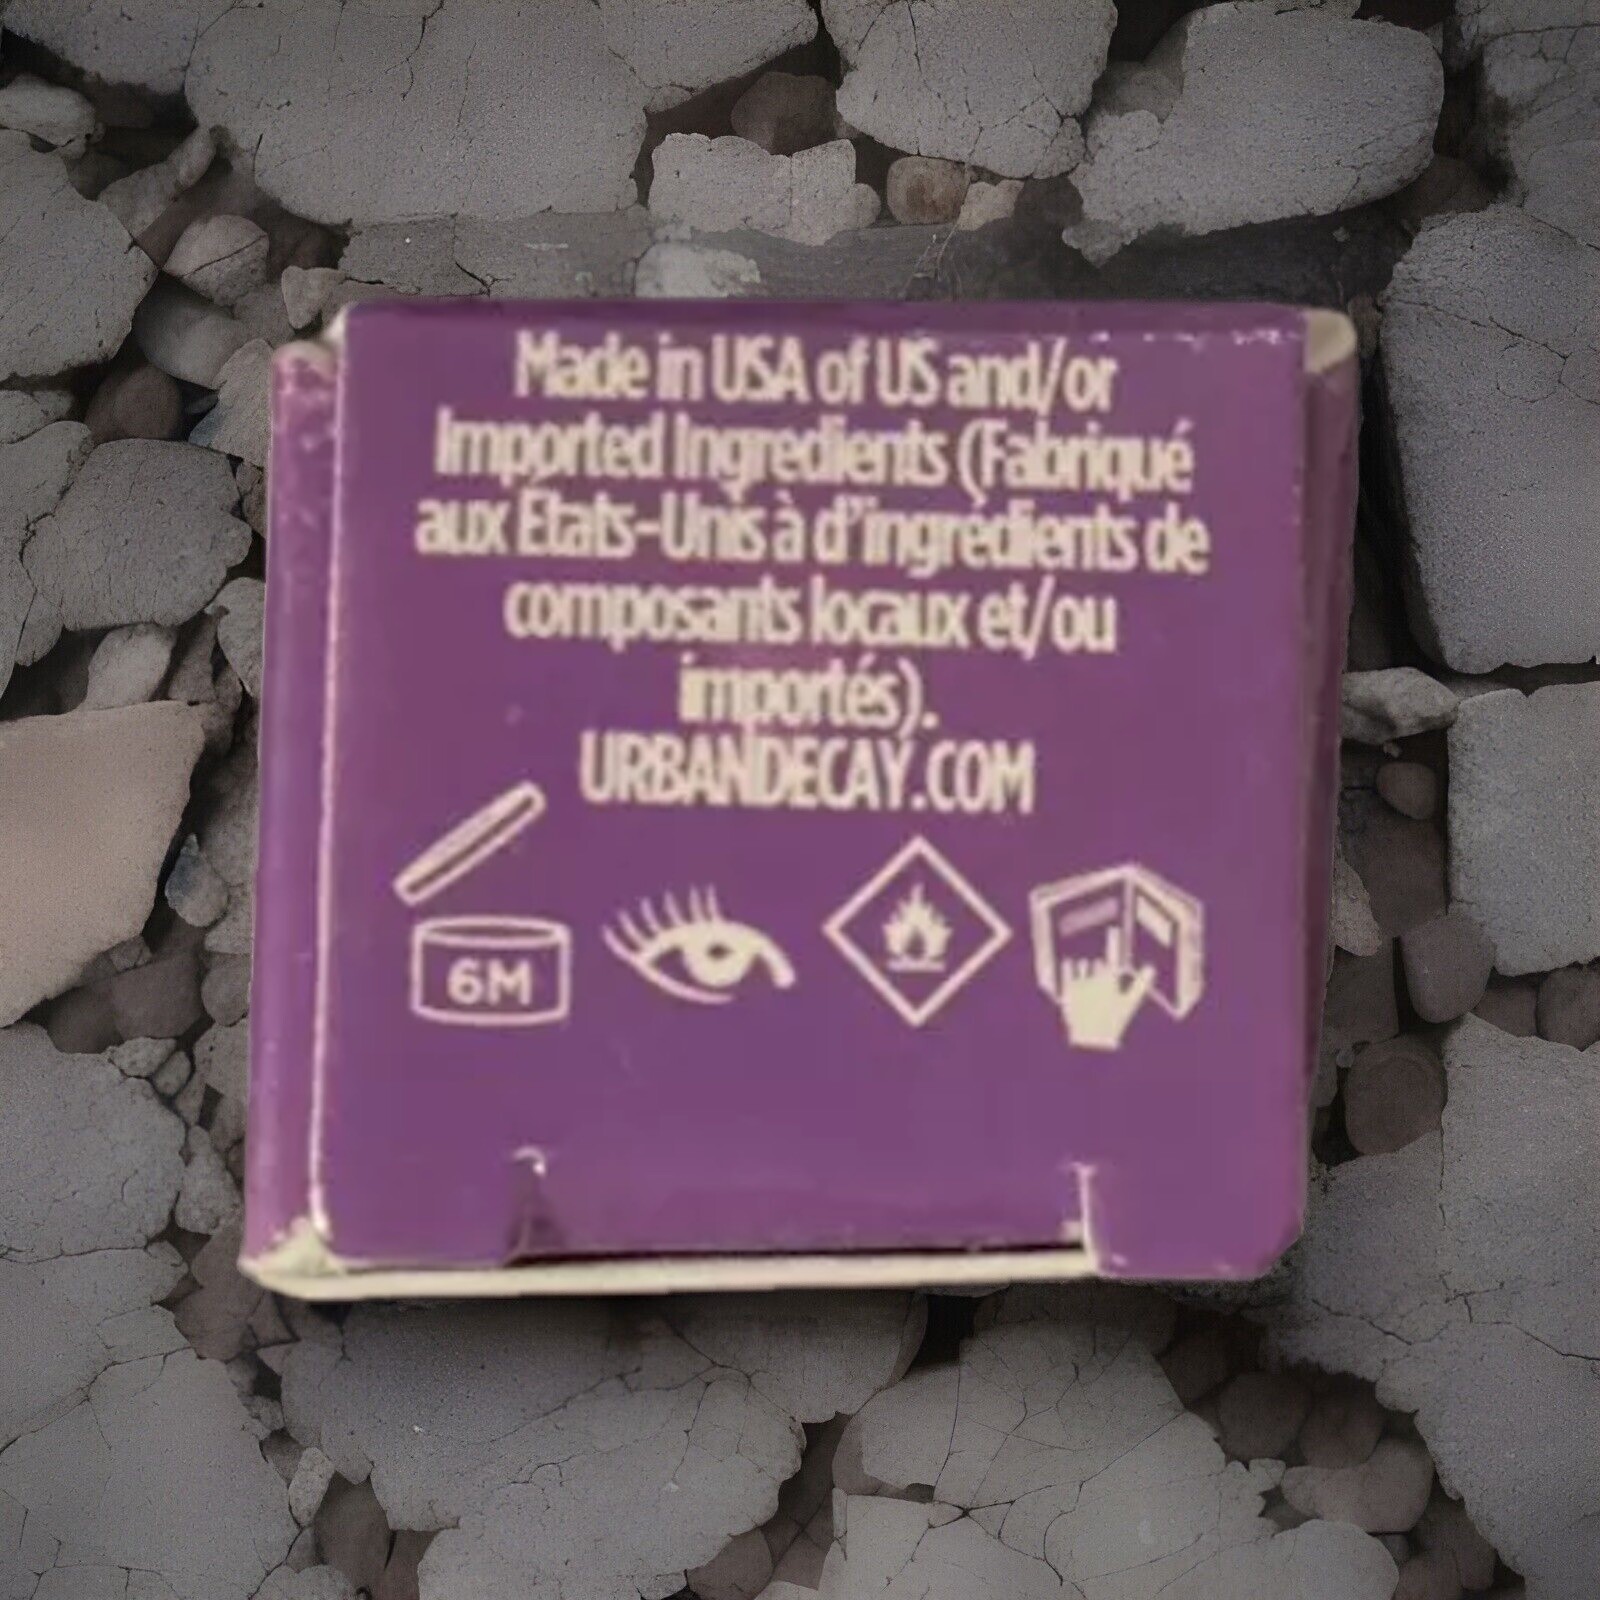 Made in USA of US and/or
Imported Ingredients (Fabriqué
aux États-Unis à d'ingrédients de
composants locaux et/ou
importés).
URBANDECAY.COM
6M